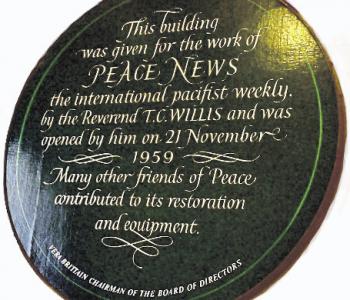 This building
was given for the work of
PEACE NEWS
the international pacifist weekly.
by the Reverend T.C. WILLIS and was
opened by him on 21 November
1959
Many other friends of Peace
contributed to its restoration
and equipment.
VERA BRITTAIN CHAIRMAN OF THE BOARD OF DIRECTORS